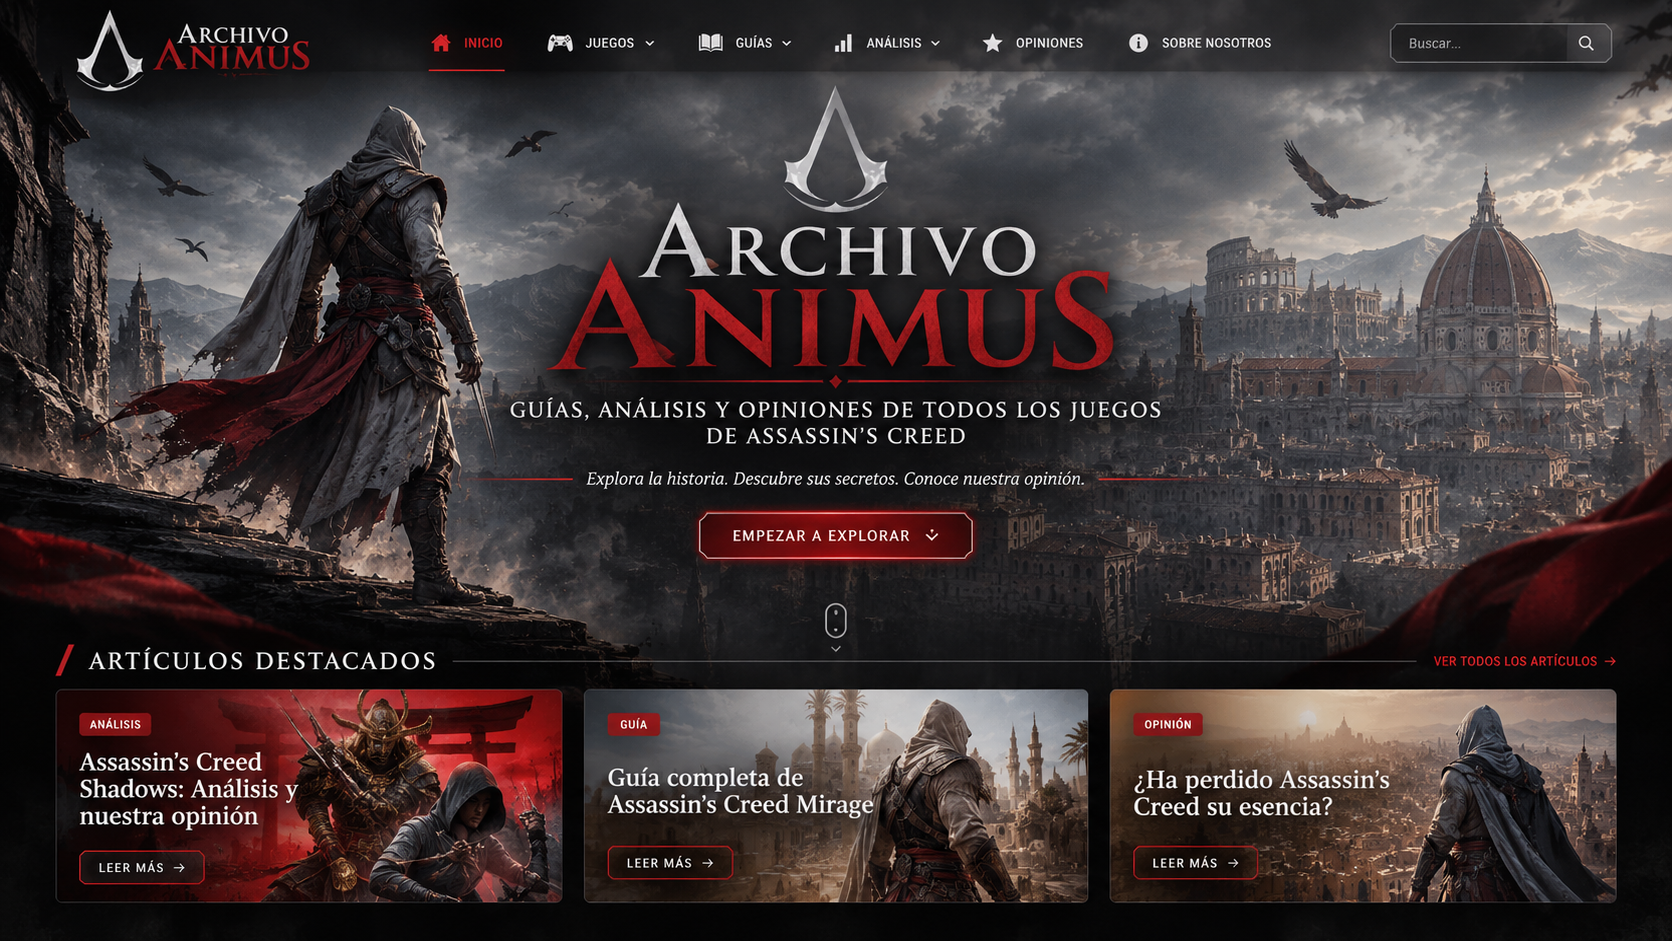 ARCHIVO
ANIMUS
INICIO
JUEGOS
GUÍAS
ANÁLISIS
OPINIONES
SOBRE NOSOTROS
Buscar...
ARCHIVO
ANIMUS
GUÍAS, ANÁLISIS Y OPINIONES DE TODOS LOS JUEGOS
DE ASSASSIN'S CREED
Explora la historia. Descubre sus secretos. Conoce nuestra opinión.
EMPEZAR A EXPLORAR
ARTÍCULOS DESTACADOS
VER TODOS LOS ARTÍCULOS →
ANÁLISIS
Assassin's Creed
Shadows: Análisis y
nuestra opinión
LEER MÁS →
GUÍA
Guía completa de
Assassin's Creed Mirage
LEER MÁS →
OPINIÓN
¿Ha perdido Assassin's
Creed su esencia?
LEER MÁS →